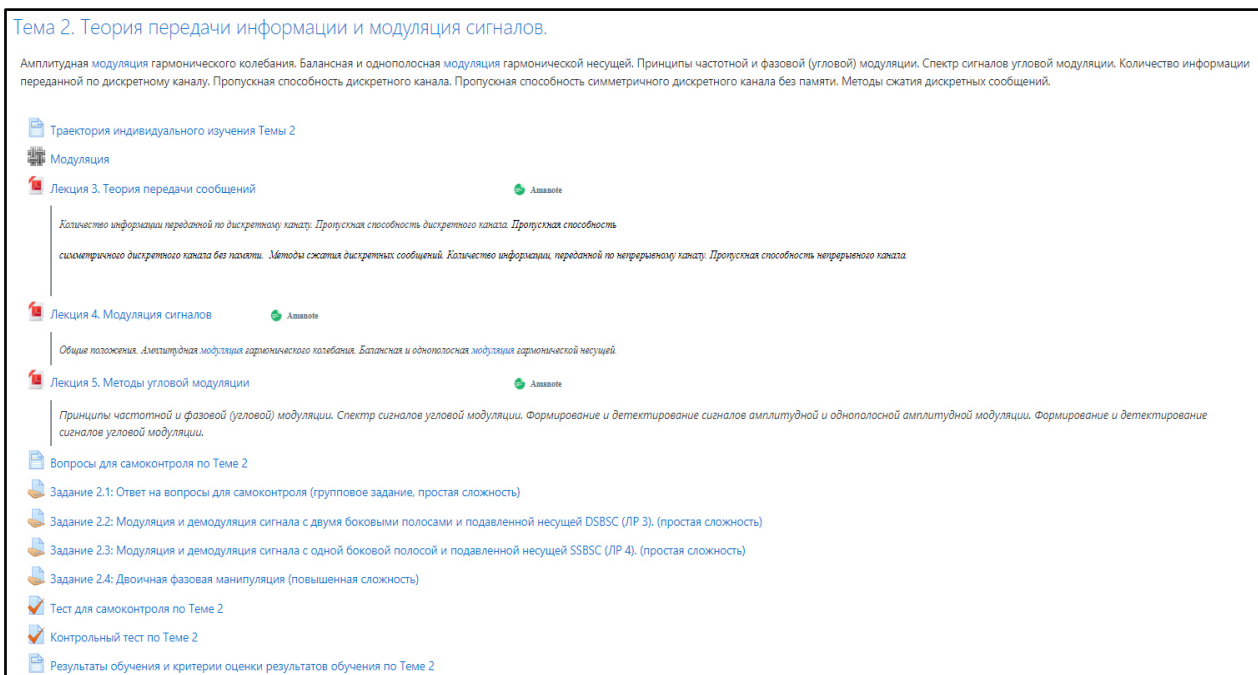 Тема 2. Теория передачи информации и модуляция сигналов.
Амплитудная модуляция гармонического колебания. Балансная и однополосная модуляция гармонической несущей. Принципы частотной и фазовой (угловой) модуляции. Спектр сигналов угловой модуляции. Количество информации
переданной по дискретному каналу. Пропускная способность дискретного канала. Пропускная способность симметричного дискретного канала без памяти. Методы сжатия дискретных сообщений.
Траектория индивидуального изучения Темы 2
Модуляция
Лекция 3. Теория передачи сообщений Amanote
Количество информации переданной по дискретному каналу. Пропускная способность дискретного канала. Пропускная способность
симметричного дискретного канала без памяти. Методы сжатия дискретных сообщений. Количество информации, переданной по непрерывному каналу. Пропускная способность непрерывного канала.
Лекция 4. Модуляция сигналов Amanote
Общие положения. Амплитудная модуляция гармонического колебания. Балансная и однополосная модуляция гармонической несущей.
Лекция 5. Методы угловой модуляции Amanote
Принципы частотной и фазовой (угловой) модуляции. Спектр сигналов угловой модуляции. Формирование и детектирование сигналов амплитудной и однополосной амплитудной модуляции. Формирование и детектирование
сигналов угловой модуляции.
Вопросы для самоконтроля по Теме 2
Задание 2.1: Ответ на вопросы для самоконтроля (групповое задание, простая сложность)
Задание 2.2: Модуляция и демодуляция сигнала с двумя боковыми полосами и подавленной несущей DSBSC (ЛР 3). (простая сложность)
Задание 2.3: Модуляция и демодуляция сигнала с одной боковой полосой и подавленной несущей SSBSC (ЛР 4). (простая сложность)
Задание 2.4: Двоичная фазовая манипуляция (повышенная сложность)
Тест для самоконтроля по Теме 2
Контрольный тест по Теме 2
Результаты обучения и критерии оценки результатов обучения по Теме 2